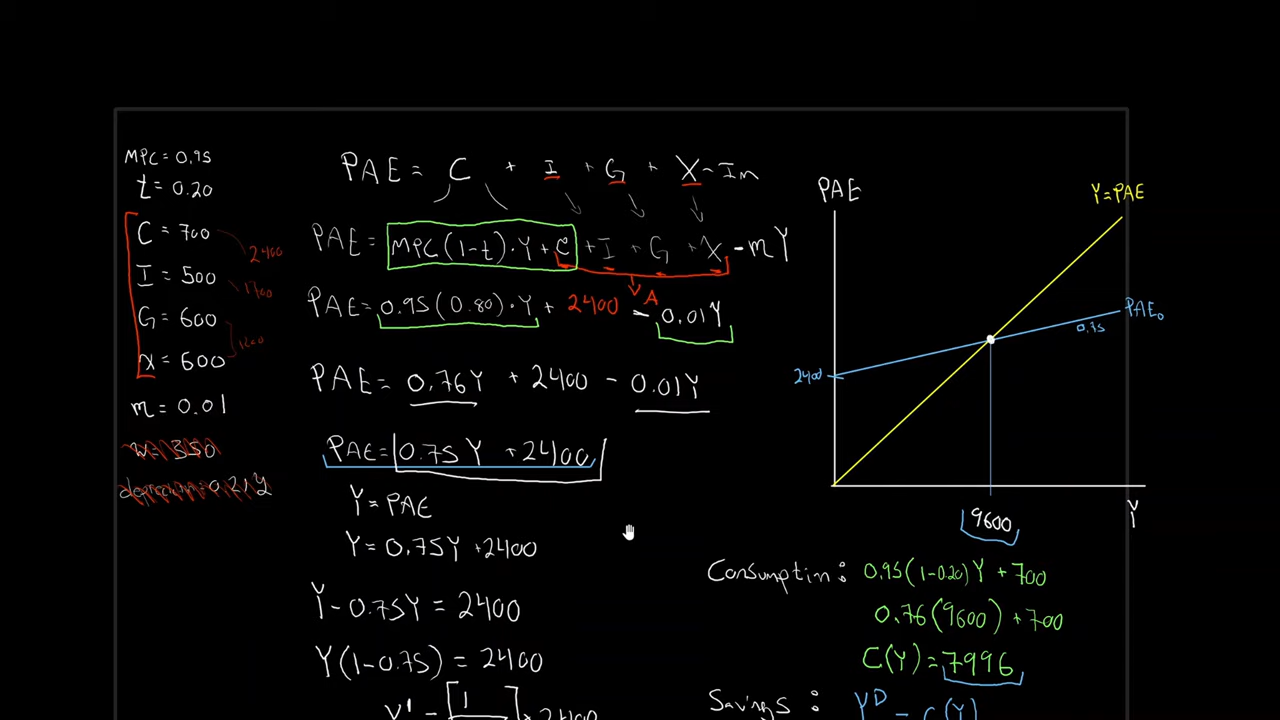 MPC = 0.95
t = 0.20
C = 700
I = 500
G = 600
X = 600
m = 0.01
2400
1700
1200
PAE = C + I + G + X - Im
PAE = MPC(1-t)·Y + C + I + G + X - mY
A
PAE = 0.95(0.80)·Y + 2400 - 0.01Y
PAE = 0.76Y + 2400 - 0.01Y
PAE = 0.75Y + 2400
Y = PAE
Y = 0.75Y + 2400
Y - 0.75Y = 2400
Y(1-0.75) = 2400
PAE
Y=PAE
PAE₀
0.75
2400
9600
Y
Consumptin: 0.95(1-0.20)Y + 700
0.76(9600) + 700
C(Y) = 7996
Savings: YD - C(Y)